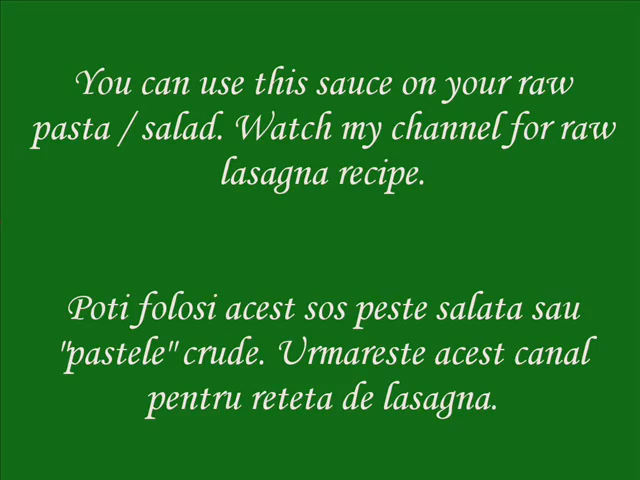 You can use this sauce on your raw
pasta / salad. Watch my channel for raw
lasagna recipe.
Poti folosi acest sos peste salata sau
"pastele" crude. Urmareste acest canal
pentru reteta de lasagna.